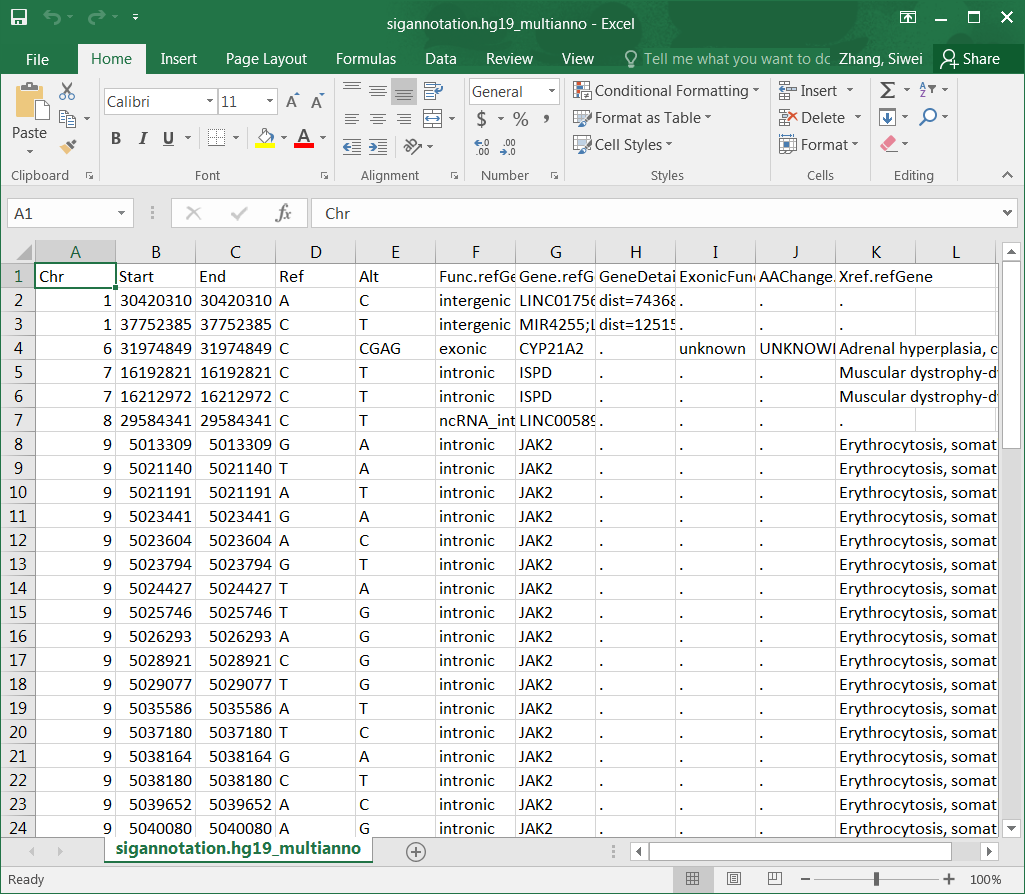 sigannotation.hg19_multianno - Excel
File Home Insert Page Layout Formulas Data Review View Tell me what you want to do Zhang, Siwei Share
Calibri 11 General Conditional Formatting Insert
Paste $ % , Format as Table Delete
B I U A Cell Styles Format
Clipboard Font Alignment Number Styles Cells Editing
A1 fx Chr
A B C D E F G H I J K L
1 Chr Start End Ref Alt Func.refGe Gene.refG GeneDetai ExonicFunc AAChange. Xref.refGene
2 1 30420310 30420310 A C intergenic LINC01756 dist=74368 . . .
3 1 37752385 37752385 C T intergenic MIR4255;L dist=12515 . . .
4 6 31974849 31974849 C CGAG exonic CYP21A2 . unknown UNKNOWN Adrenal hyperplasia, c
5 7 16192821 16192821 C T intronic ISPD . . . Muscular dystrophy-d
6 7 16212972 16212972 C T intronic ISPD . . . Muscular dystrophy-d
7 8 29584341 29584341 C T ncRNA_int LINC00589 . . . .
8 9 5013309 5013309 G A intronic JAK2 . . . Erythrocytosis, somat
9 9 5021140 5021140 T A intronic JAK2 . . . Erythrocytosis, somat
10 9 5021191 5021191 A T intronic JAK2 . . . Erythrocytosis, somat
11 9 5023441 5023441 G A intronic JAK2 . . . Erythrocytosis, somat
12 9 5023604 5023604 A C intronic JAK2 . . . Erythrocytosis, somat
13 9 5023794 5023794 G T intronic JAK2 . . . Erythrocytosis, somat
14 9 5024427 5024427 T A intronic JAK2 . . . Erythrocytosis, somat
15 9 5025746 5025746 T G intronic JAK2 . . . Erythrocytosis, somat
16 9 5026293 5026293 A G intronic JAK2 . . . Erythrocytosis, somat
17 9 5028921 5028921 C G intronic JAK2 . . . Erythrocytosis, somat
18 9 5029077 5029077 T G intronic JAK2 . . . Erythrocytosis, somat
19 9 5035586 5035586 A T intronic JAK2 . . . Erythrocytosis, somat
20 9 5037180 5037180 T C intronic JAK2 . . . Erythrocytosis, somat
21 9 5038164 5038164 G A intronic JAK2 . . . Erythrocytosis, somat
22 9 5038180 5038180 C T intronic JAK2 . . . Erythrocytosis, somat
23 9 5039652 5039652 A C intronic JAK2 . . . Erythrocytosis, somat
24 9 5040080 5040080 A G intronic JAK2 . . . Erythrocytosis, somat
sigannotation.hg19_multianno
Ready 100%